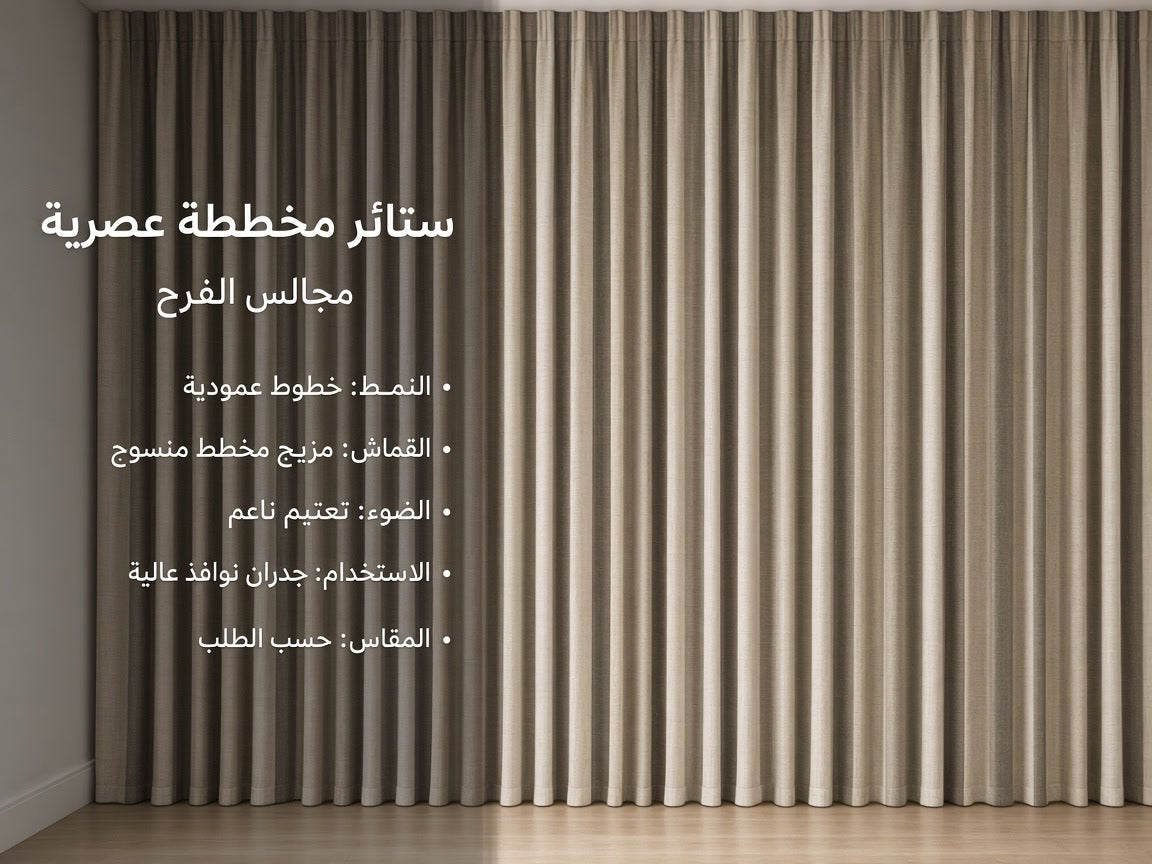 ستائر مخططة عصرية
مجالس الفرح
• النمـط: خطوط عمودية
• القماش: مزيج مخطط منسوج
• الضوء: تعتيم ناعم
• الاستخدام: جدران نوافذ عالية
• المقاس: حسب الطلب